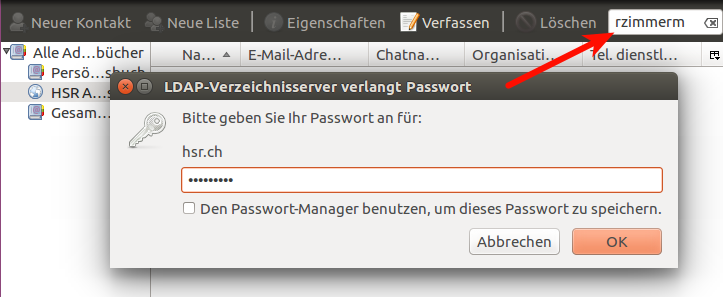 Neuer Kontakt Neue Liste Eigenschaften Verfassen Löschen rzimmerm
Alle Ad…bücher Na… E-Mail-Adre… Chatna… Organisati… Tel. dienstl…
Persö…sbuch
HSR A…s
Gesam…
LDAP-Verzeichnisserver verlangt Passwort
Bitte geben Sie Ihr Passwort an für:
hsr.ch
•••••••••
Den Passwort-Manager benutzen, um dieses Passwort zu speichern.
Abbrechen OK